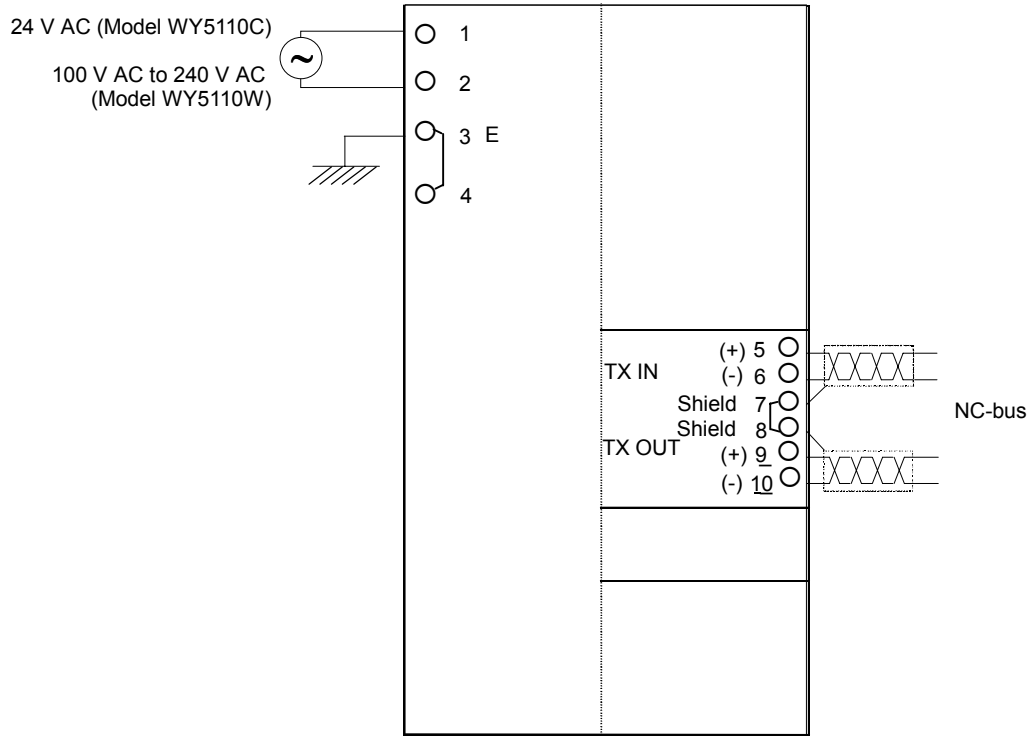 24 V AC (Model WY5110C)
100 V AC to 240 V AC
(Model WY5110W)
~
1
2
3 E
4
TX IN
(+) 5
(-) 6
Shield 7
Shield 8
TX OUT
(+) 9
(-) 10
NC-bus